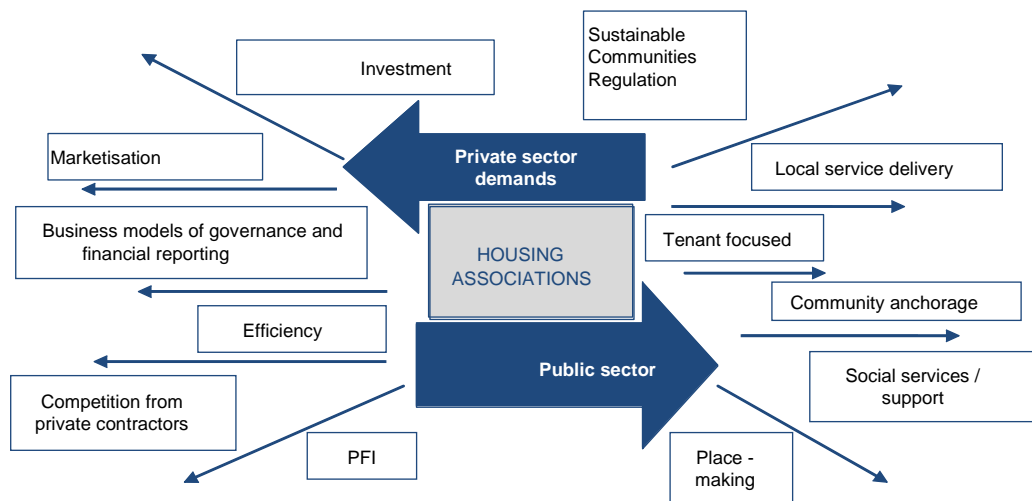 Investment
Sustainable
Communities
Regulation
Marketisation
Private sector
demands
Local service delivery
Business models of governance and
financial reporting
HOUSING
ASSOCIATIONS
Tenant focused
Efficiency
Community anchorage
Competition from
private contractors
Public sector
Social services /
support
PFI
Place -
making